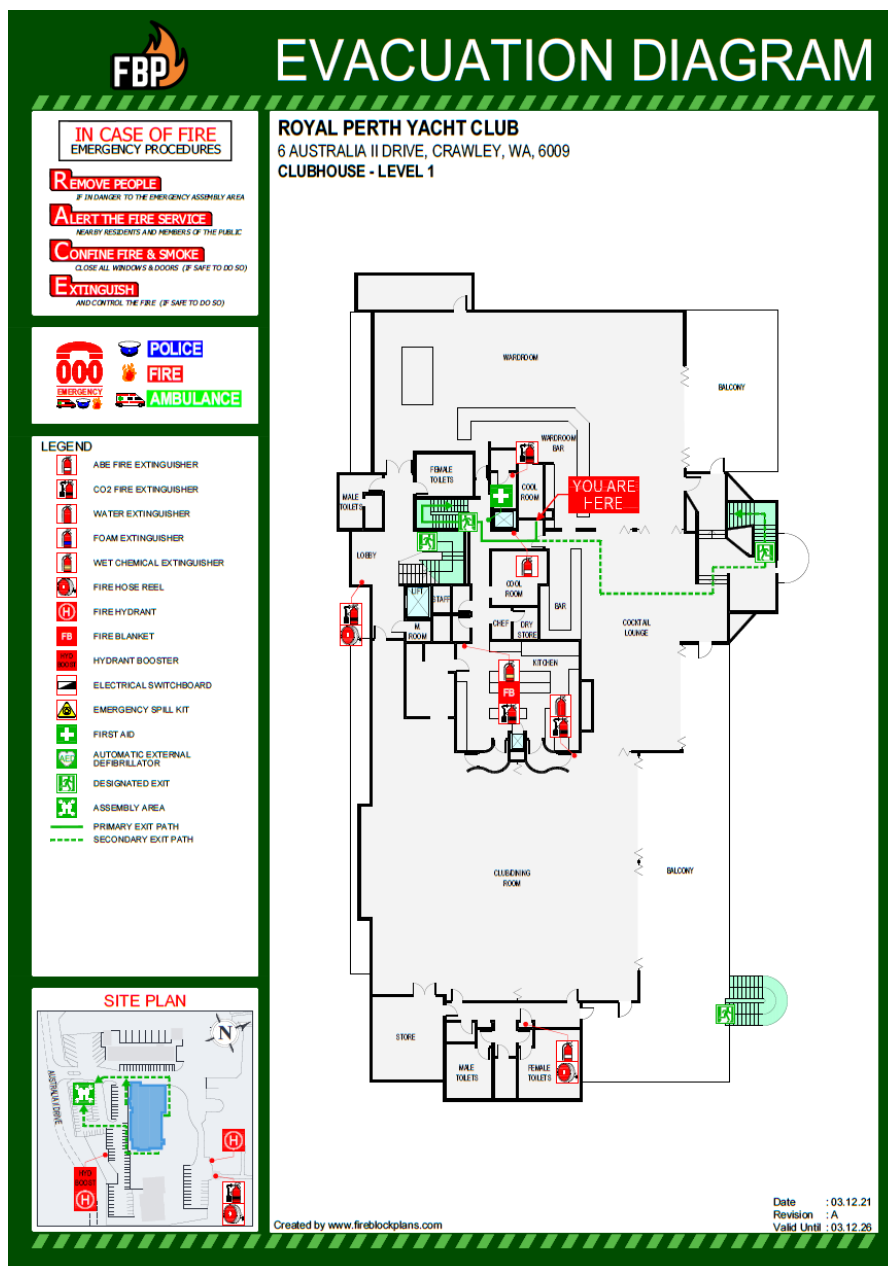 FBP
EVACUATION DIAGRAM
IN CASE OF FIRE
EMERGENCY PROCEDURES
REMOVE PEOPLE
IF IN DANGER TO THE EMERGENCY ASSEMBLY AREA
ALERT THE FIRE SERVICE
NEARBY RESIDENTS AND MEMBERS OF THE PUBLIC
CONFINE FIRE & SMOKE
CLOSE ALL WINDOWS & DOORS (IF SAFE TO DO SO)
EXTINGUISH
AND CONTROL THE FIRE (IF SAFE TO DO SO)
000
EMERGENCY
POLICE
FIRE
AMBULANCE
LEGEND
ABE FIRE EXTINGUISHER
CO2 FIRE EXTINGUISHER
WATER EXTINGUISHER
FOAM EXTINGUISHER
WET CHEMICAL EXTINGUISHER
FIRE HOSE REEL
H FIRE HYDRANT
FB FIRE BLANKET
HYD BOOST HYDRANT BOOSTER
ELECTRICAL SWITCHBOARD
EMERGENCY SPILL KIT
FIRST AID
AED AUTOMATIC EXTERNAL
DEFIBRILLATOR
DESIGNATED EXIT
ASSEMBLY AREA
PRIMARY EXIT PATH
SECONDARY EXIT PATH
SITE PLAN
N
AUSTRALIA II DRIVE
H
HYD
BOOST
H
ROYAL PERTH YACHT CLUB
6 AUSTRALIA II DRIVE, CRAWLEY, WA, 6009
CLUBHOUSE - LEVEL 1
WARDROOM
BALCONY
WARDROOM
BAR
FEMALE
TOILETS
COOL
ROOM
YOU ARE
HERE
MALE
TOILETS
LOBBY
COOL
ROOM
LIFT
STAFF
BAR
M
ROOM
CHEF
DRY
STORE
COCKTAIL
LOUNGE
KITCHEN
FB
CLUB/DINING
ROOM
BALCONY
STORE
MALE
TOILETS
FEMALE
TOILETS
Created by www.fireblockplans.com
Date : 03.12.21
Revision : A
Valid Until : 03.12.26